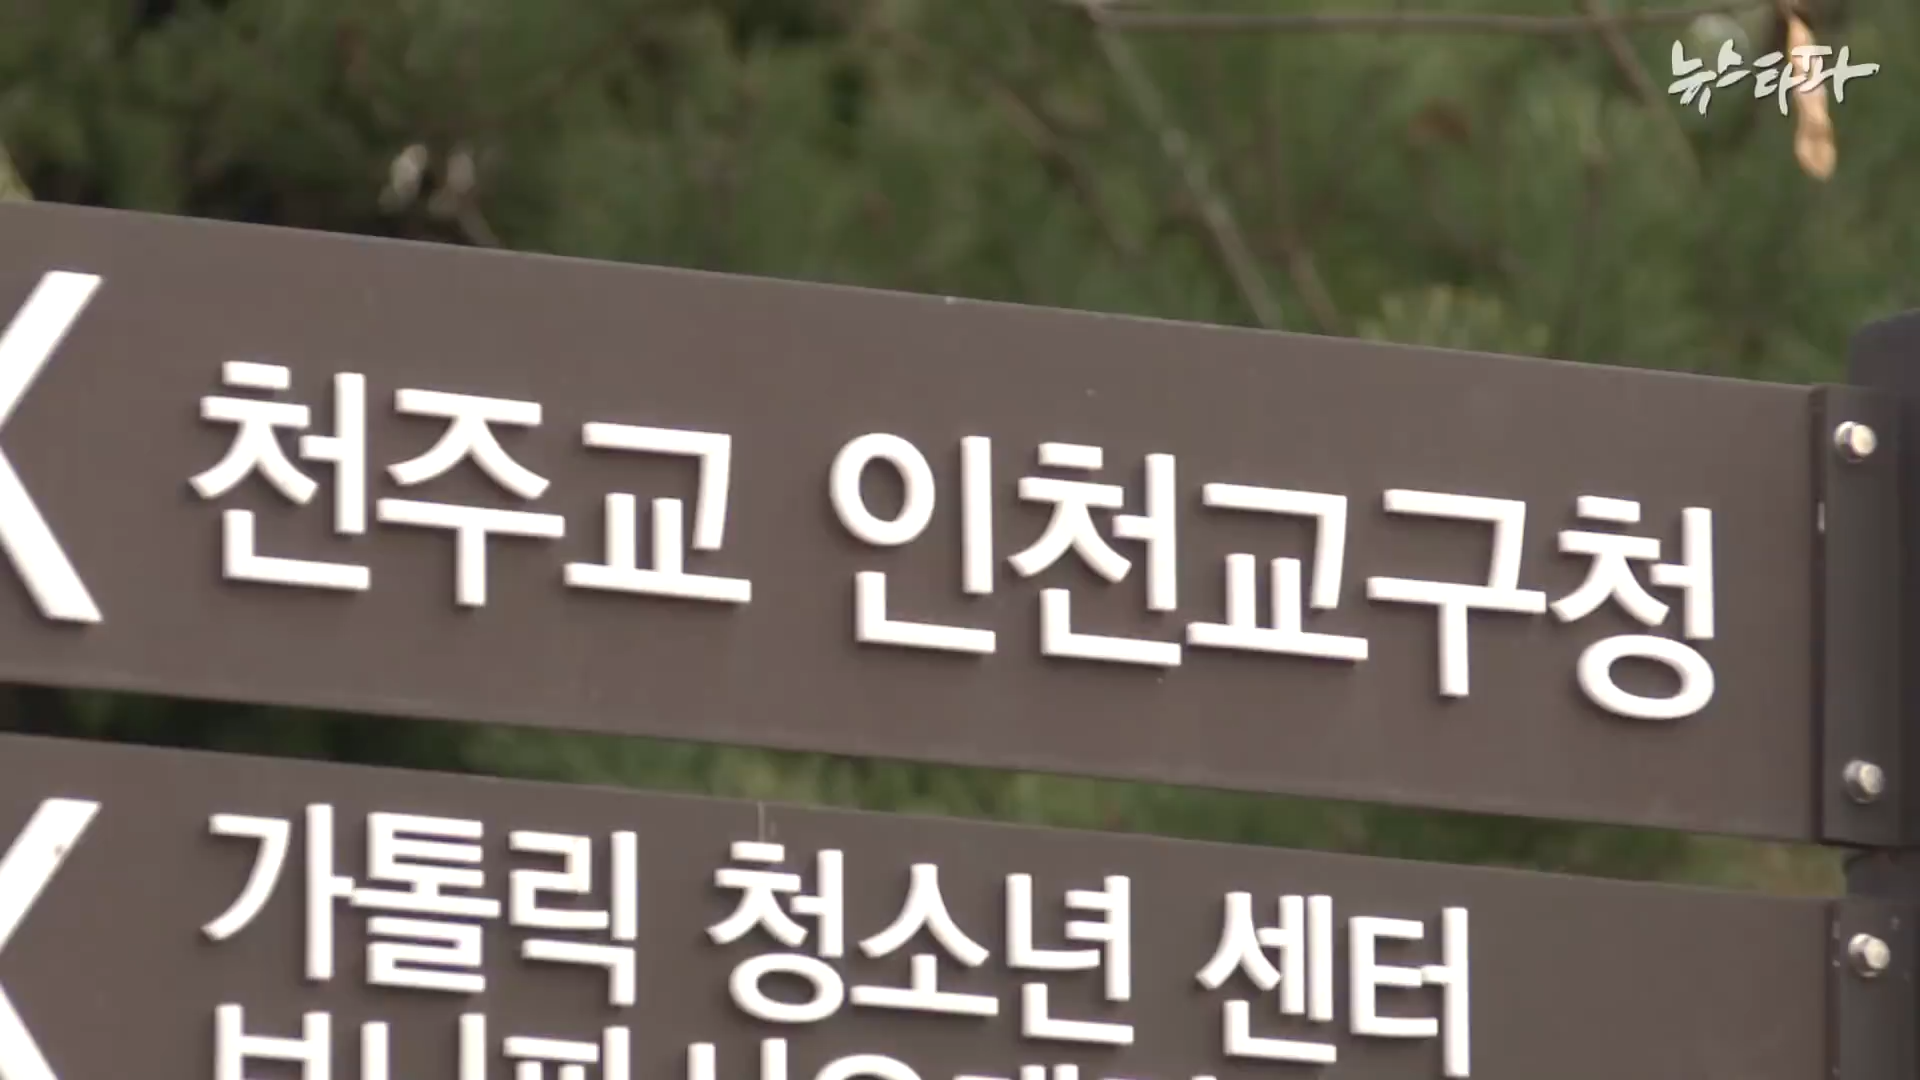 뉴스타파
천주교 인천교구청
가톨릭 청소년 센터